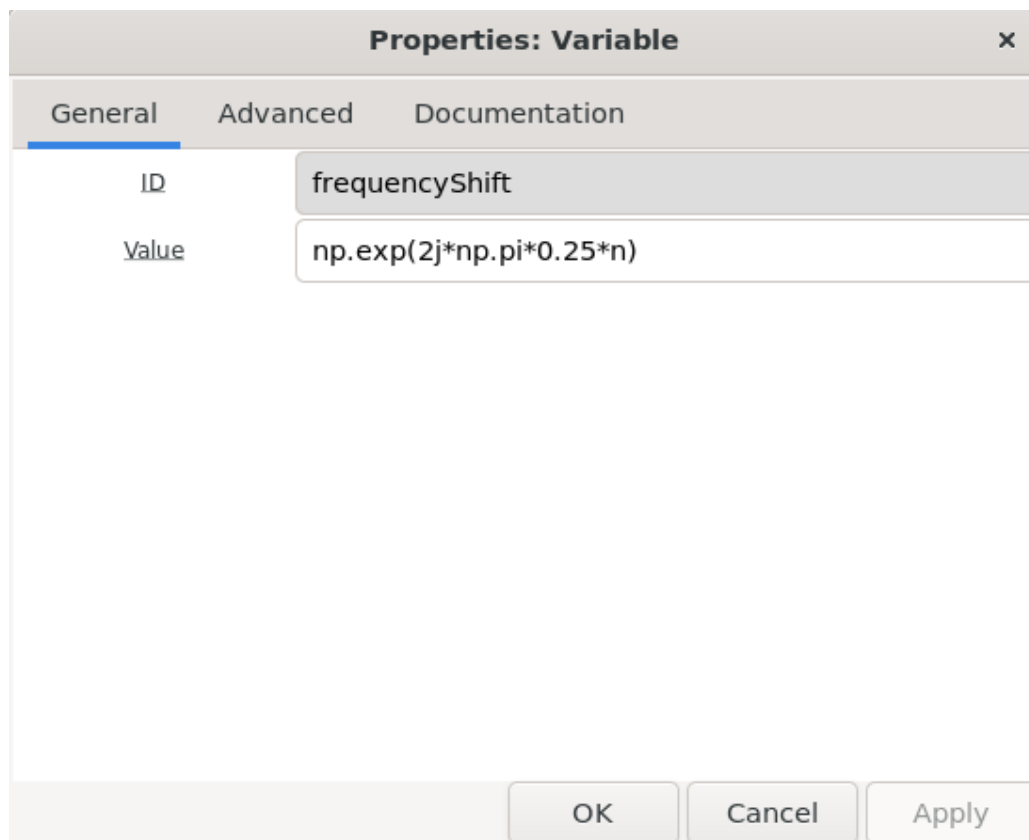 Properties: Variable ×
General Advanced Documentation
ID frequencyShift
Value np.exp(2j*np.pi*0.25*n)
OK Cancel Apply